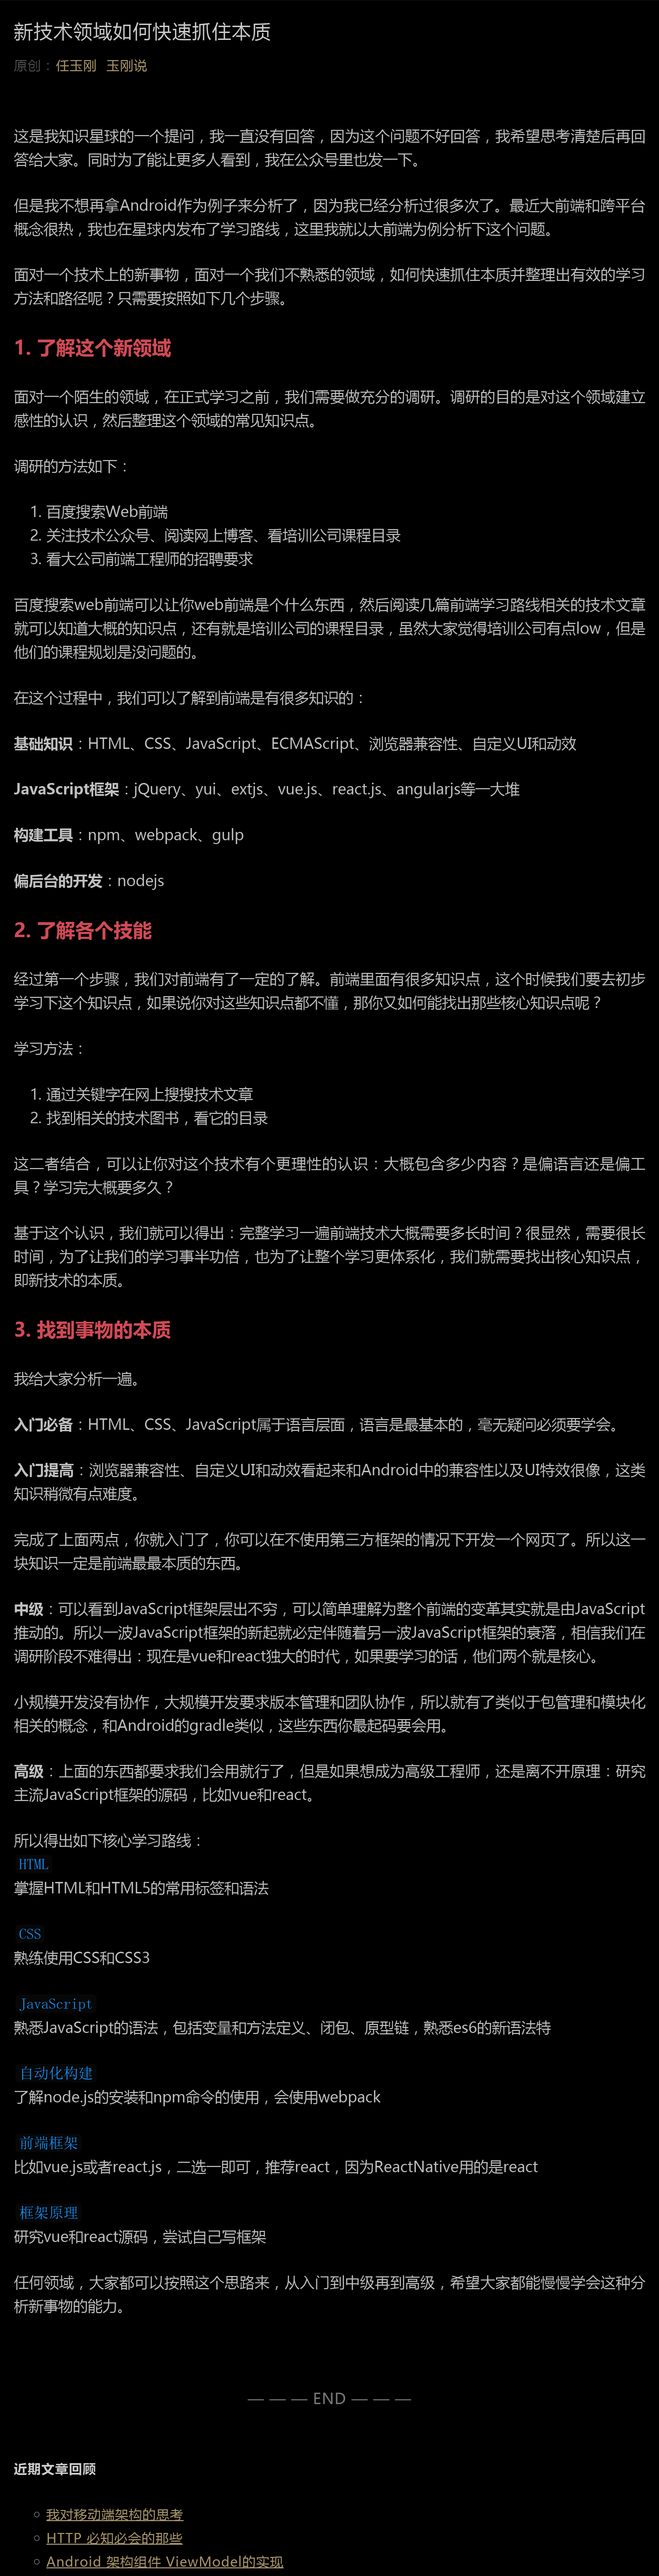 新技术领域如何快速抓住本质
原创：任玉刚 玉刚说
这是我知识星球的一个提问，我一直没有回答，因为这个问题不好回答，我希望思考清楚后再回
答给大家。同时为了能让更多人看到，我在公众号里也发一下。
但是我不想再拿Android作为例子来分析了，因为我已经分析过很多次了。最近大前端和跨平台
概念很热，我也在星球内发布了学习路线，这里我就以大前端为例分析下这个问题。
面对一个技术上的新事物，面对一个我们不熟悉的领域，如何快速抓住本质并整理出有效的学习
方法和路径呢？只需要按照如下几个步骤。
1. 了解这个新领域
面对一个陌生的领域，在正式学习之前，我们需要做充分的调研。调研的目的是对这个领域建立
感性的认识，然后整理这个领域的常见知识点。
调研的方法如下：
1. 百度搜索Web前端
2. 关注技术公众号、阅读网上博客、看培训公司课程目录
3. 看大公司前端工程师的招聘要求
百度搜索web前端可以让你web前端是个什么东西，然后阅读几篇前端学习路线相关的技术文章
就可以知道大概的知识点，还有就是培训公司的课程目录，虽然大家觉得培训公司有点low，但是
他们的课程规划是没问题的。
在这个过程中，我们可以了解到前端是有很多知识的：
基础知识：HTML、CSS、JavaScript、ECMAScript、浏览器兼容性、自定义UI和动效
JavaScript框架：jQuery、yui、extjs、vue.js、react.js、angularjs等一大堆
构建工具：npm、webpack、gulp
偏后台的开发：nodejs
2. 了解各个技能
经过第一个步骤，我们对前端有了一定的了解。前端里面有很多知识点，这个时候我们要去初步
学习下这个知识点，如果说你对这些知识点都不懂，那你又如何能找出那些核心知识点呢？
学习方法：
1. 通过关键字在网上搜搜技术文章
2. 找到相关的技术图书，看它的目录
这二者结合，可以让你对这个技术有个更理性的认识：大概包含多少内容？是偏语言还是偏工
具？学习完大概要多久？
基于这个认识，我们就可以得出：完整学习一遍前端技术大概需要多长时间？很显然，需要很长
时间，为了让我们的学习事半功倍，也为了让整个学习更体系化，我们就需要找出核心知识点，
即新技术的本质。
3. 找到事物的本质
我给大家分析一遍。
入门必备：HTML、CSS、JavaScript属于语言层面，语言是最基本的，毫无疑问必须要学会。
入门提高：浏览器兼容性、自定义UI和动效看起来和Android中的兼容性以及UI特效很像，这类
知识稍微有点难度。
完成了上面两点，你就入门了，你可以在不使用第三方框架的情况下开发一个网页了。所以这一
块知识一定是前端最最本质的东西。
中级：可以看到JavaScript框架层出不穷，可以简单理解为整个前端的变革其实就是由JavaScript
推动的。所以一波JavaScript框架的新起就必定伴随着另一波JavaScript框架的衰落，相信我们在
调研阶段不难得出：现在是vue和react独大的时代，如果要学习的话，他们两个就是核心。
小规模开发没有协作，大规模开发要求版本管理和团队协作，所以就有了类似于包管理和模块化
相关的概念，和Android的gradle类似，这些东西你最起码要会用。
高级：上面的东西都要求我们会用就行了，但是如果想成为高级工程师，还是离不开原理：研究
主流JavaScript框架的源码，比如vue和react。
所以得出如下核心学习路线：
HTML
掌握HTML和HTML5的常用标签和语法
CSS
熟练使用CSS和CSS3
JavaScript
熟悉JavaScript的语法，包括变量和方法定义、闭包、原型链，熟悉es6的新语法特
自动化构建
了解node.js的安装和npm命令的使用，会使用webpack
前端框架
比如vue.js或者react.js，二选一即可，推荐react，因为ReactNative用的是react
框架原理
研究vue和react源码，尝试自己写框架
任何领域，大家都可以按照这个思路来，从入门到中级再到高级，希望大家都能慢慢学会这种分
析新事物的能力。
— — — END — — —
近期文章回顾
我对移动端架构的思考
HTTP 必知必会的那些
Android 架构组件 ViewModel的实现